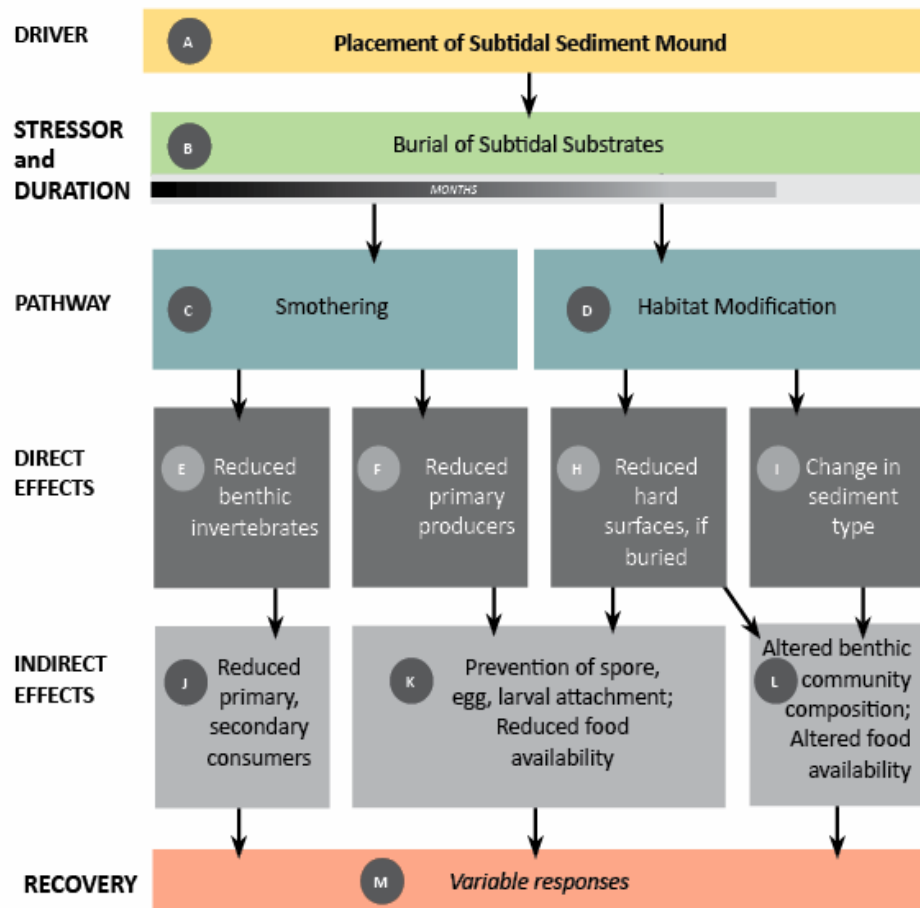 DRIVER
A
Placement of Subtidal Sediment Mound
STRESSOR
and
DURATION
B
Burial of Subtidal Substrates
MONTHS
PATHWAY
C
Smothering
D
Habitat Modification
DIRECT
EFFECTS
E
Reduced
benthic
invertebrates
F
Reduced
primary
producers
H
Reduced
hard
surfaces, if
buried
I
Change in
sediment
type
INDIRECT
EFFECTS
J
Reduced
primary,
secondary
consumers
K
Prevention of spore,
egg, larval attachment;
Reduced food
availability
L
Altered benthic
community
composition;
Altered food
availability
RECOVERY
M
Variable responses